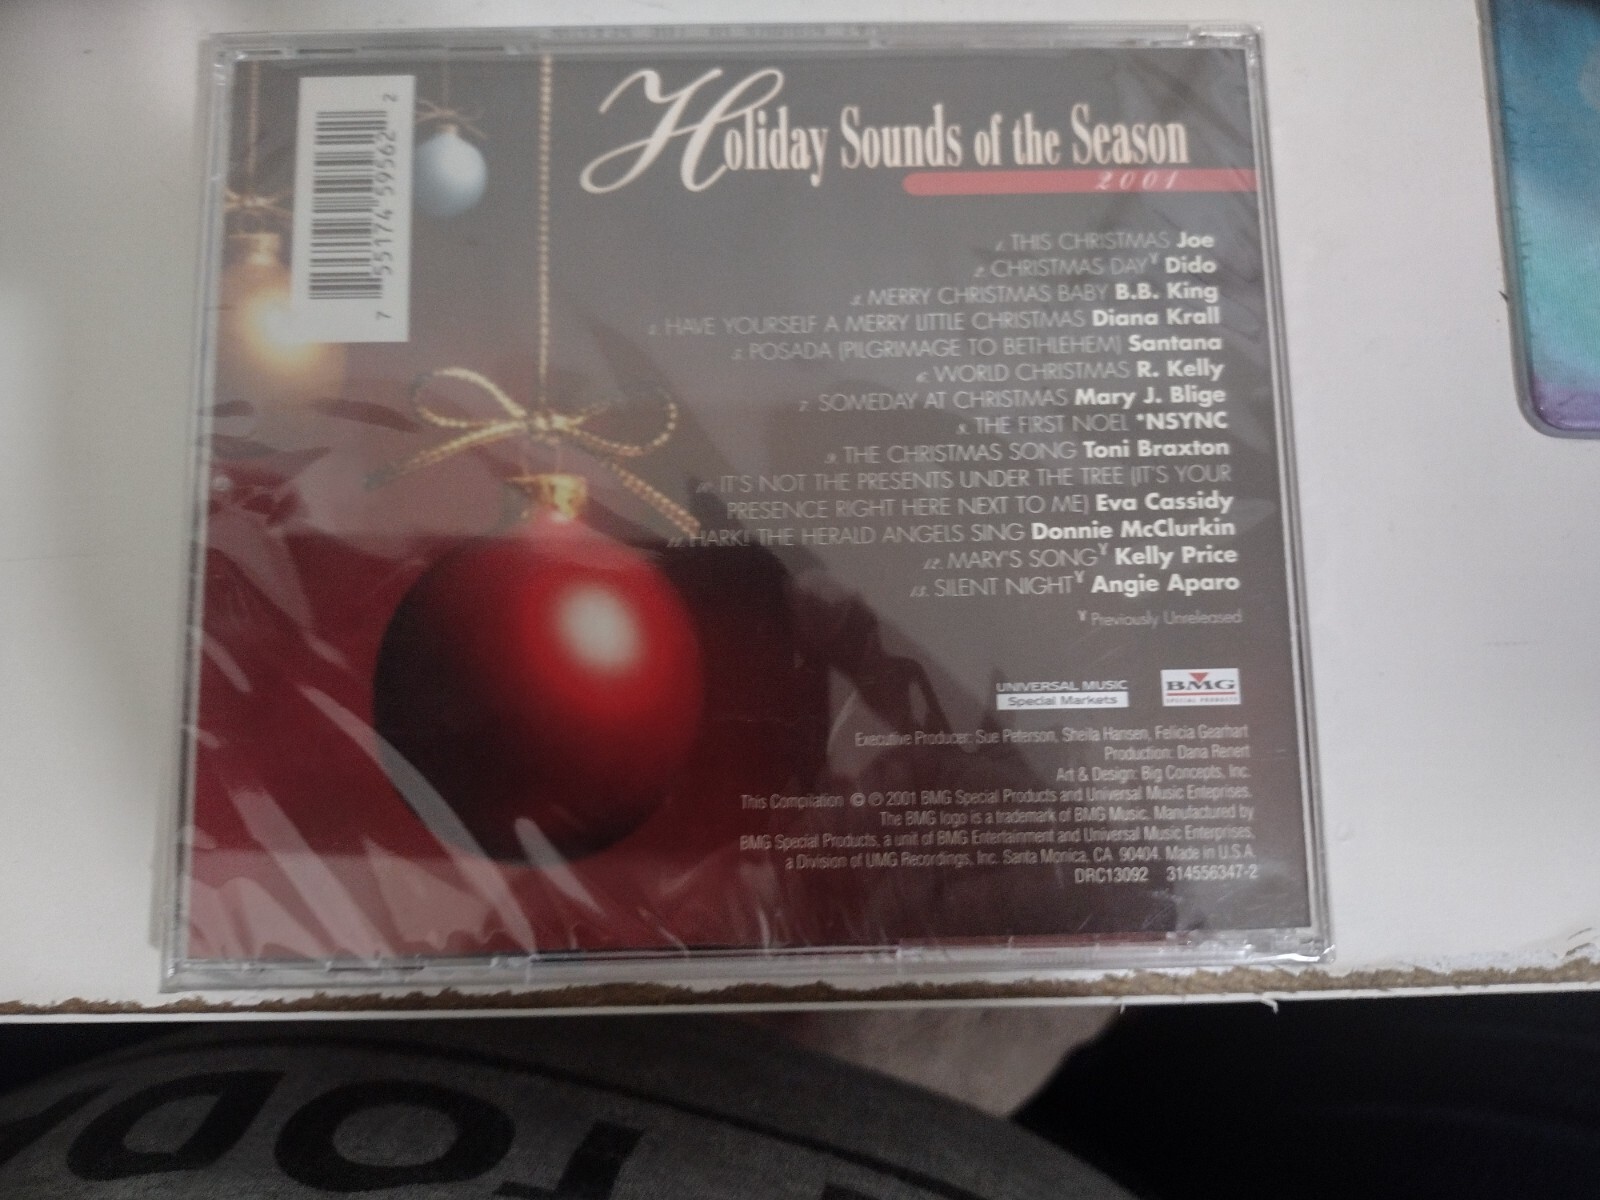 Holiday Sounds of the Season
2001
7 55174 59562 2
1. THIS CHRISTMAS Joe
2. CHRISTMAS DAY¥ Dido
3. MERRY CHRISTMAS BABY B.B. King
4. HAVE YOURSELF A MERRY LITTLE CHRISTMAS Diana Krall
5. POSADA (PILGRIMAGE TO BETHLEHEM) Santana
6. WORLD CHRISTMAS R. Kelly
7. SOMEDAY AT CHRISTMAS Mary J. Blige
8. THE FIRST NOEL *NSYNC
9. THE CHRISTMAS SONG Toni Braxton
10. IT'S NOT THE PRESENTS UNDER THE TREE (IT'S YOUR
PRESENCE RIGHT HERE NEXT TO ME) Eva Cassidy
11. HARK! THE HERALD ANGELS SING Donnie McClurkin
12. MARY'S SONG¥ Kelly Price
13. SILENT NIGHT¥ Angie Aparo
¥ Previously Unreleased
UNIVERSAL MUSIC
Special Markets
BMG
SPECIAL PRODUCTS
Executive Producer: Sue Peterson, Sheila Hansen, Felicia Gearhart
Production: Dana Renert
Art & Design: Big Concepts, Inc.
This Compilation © ℗ 2001 BMG Special Products and Universal Music Enteprises.
The BMG logo is a trademark of BMG Music. Manufactured by
BMG Special Products, a unit of BMG Entertainment and Universal Music Enterprises,
a Division of UMG Recordings, Inc. Santa Monica, CA 90404. Made in U.S.A.
DRC13092 314556347-2